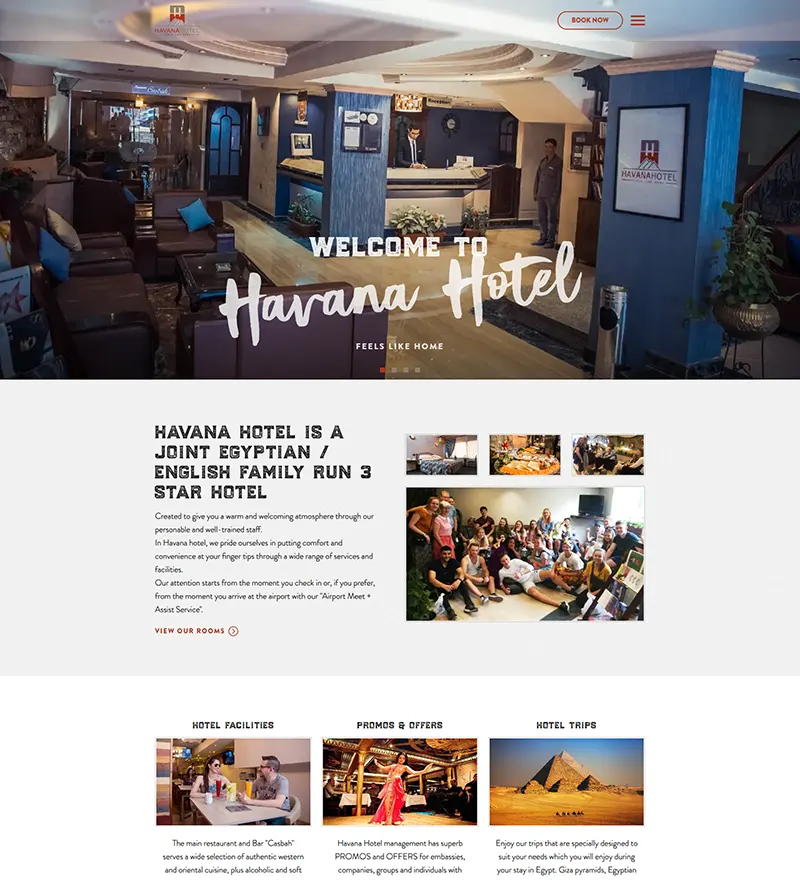 HAVANAHOTEL
BOOK NOW
Casbah
Reception
HAVANAHOTEL
WELCOME TO
Havana Hotel
FEELS LIKE HOME
HAVANA HOTEL IS A
JOINT EGYPTIAN /
ENGLISH FAMILY RUN 3
STAR HOTEL
Created to give you a warm and welcoming atmosphere through our
personable and well-trained staff.
In Havana hotel, we pride ourselves in putting comfort and
convenience at your finger tips through a wide range of services and
facilities.
Our attention starts from the moment you check in or, if you prefer,
from the moment you arrive at the airport with our "Airport Meet +
Assist Service".
VIEW OUR ROOMS
HOTEL FACILITIES
The main restaurant and Bar "Casbah"
serves a wide selection of authentic western
and oriental cuisine, plus alcoholic and soft
PROMOS & OFFERS
Havana Hotel management has superb
PROMOS and OFFERS for embassies,
companies, groups and individuals with
HOTEL TRIPS
Enjoy our trips that are specially designed to
suit your needs which you will enjoy during
your stay in Egypt. Giza pyramids, Egyptian